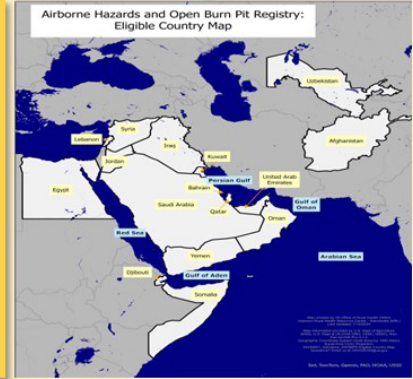 Airborne Hazards and Open Burn Pit Registry:
Eligible Country Map
Uzbekistan
Syria
Lebanon
Iraq
Afghanistan
Jordan
Kuwait
Egypt
Bahrain
Persian Gulf
United Arab
Emirates
Saudi Arabia
Qatar
Gulf of
Oman
Oman
Red Sea
Yemen
Arabian Sea
Djibouti
Gulf of Aden
Somalia